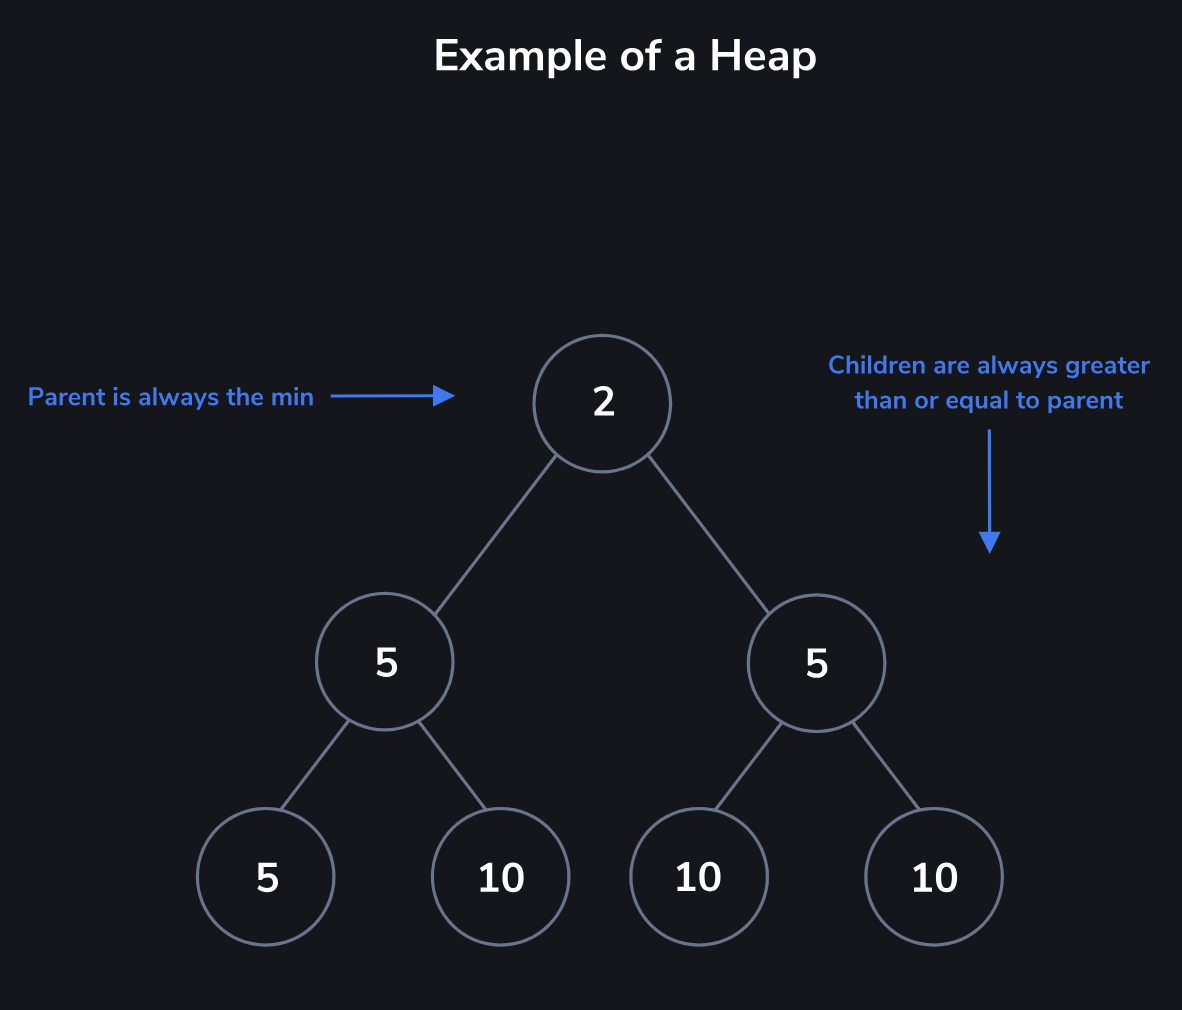 Example of a Heap
Children are always greater
than or equal to parent
Parent is always the min
2
5
5
5
10
10
10